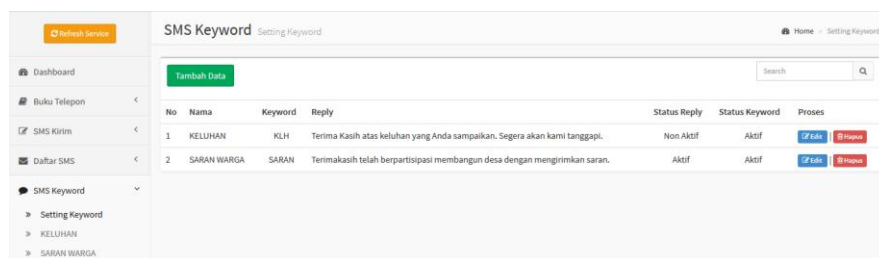 Refresh Service
SMS Keyword Setting Keyword
Home > Setting Keyword
Dashboard
Buku Telepon
SMS Kirim
Daftar SMS
SMS Keyword
Setting Keyword
KELUHAN
SARAN WARGA
Tambah Data
Search
No Nama Keyword Reply Status Reply Status Keyword Proses
1 KELUHAN KLH Terima Kasih atas keluhan yang Anda sampaikan. Segera akan kami tanggapi. Non Aktif Aktif Edit | Hapus
2 SARAN WARGA SARAN Terimakasih telah berpartisipasi membangun desa dengan mengirimkan saran. Aktif Aktif Edit | Hapus